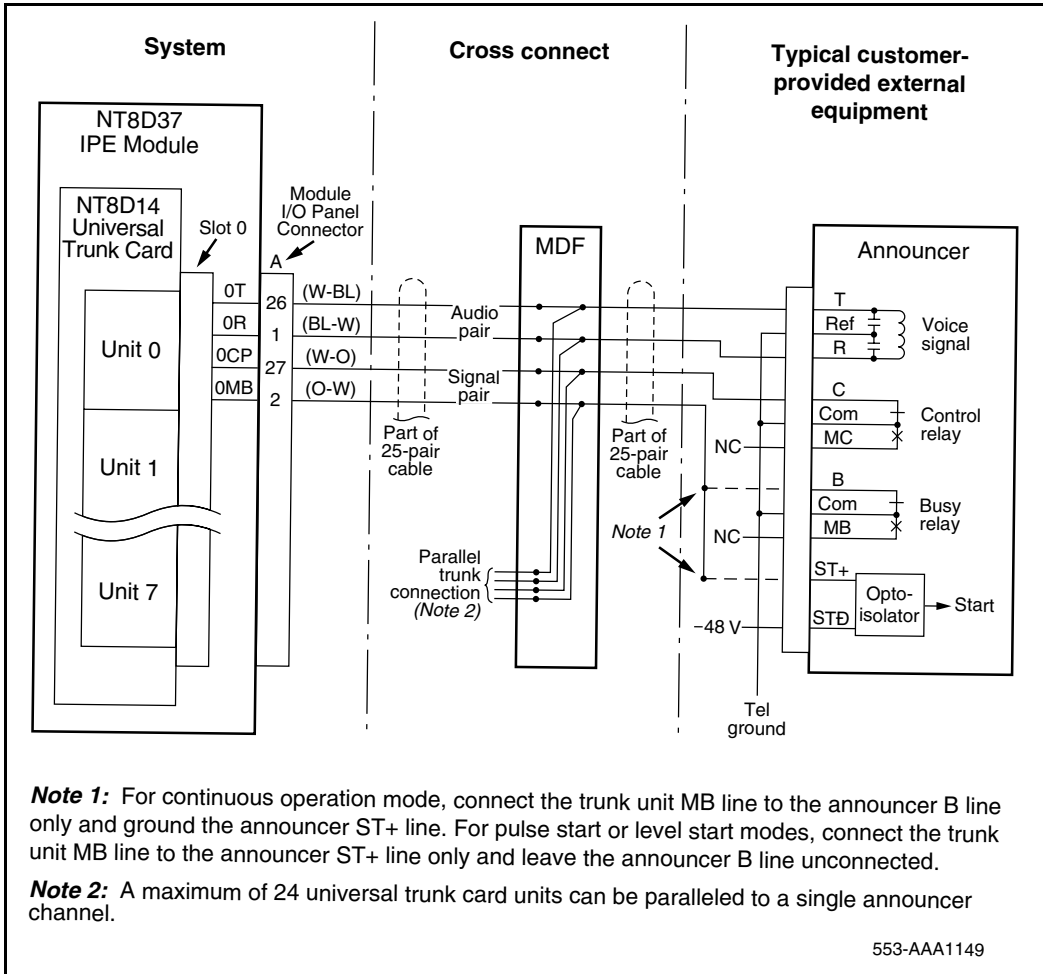 System
Cross connect
Typical customer-
provided external
equipment
NT8D37
IPE Module
NT8D14
Universal
Trunk Card
Slot 0
Module
I/O Panel
Connector
A
MDF
Announcer
Unit 0
Unit 1
Unit 7
0T
0R
0CP
0MB
26
1
27
2
(W-BL)
(BL-W)
(W-O)
(O-W)
Audio
pair
Signal
pair
Part of
25-pair
cable
Part of
25-pair
cable
Parallel
trunk
connection
(Note 2)
Note 1
NC
NC
−48 V
Tel
ground
T
Ref
R
Voice
signal
C
Com
MC
Control
relay
B
Com
MB
Busy
relay
ST+
STÐ
Opto-
isolator
Start
Note 1: For continuous operation mode, connect the trunk unit MB line to the announcer B line
only and ground the announcer ST+ line. For pulse start or level start modes, connect the trunk
unit MB line to the announcer ST+ line only and leave the announcer B line unconnected.
Note 2: A maximum of 24 universal trunk card units can be paralleled to a single announcer
channel.
553-AAA1149